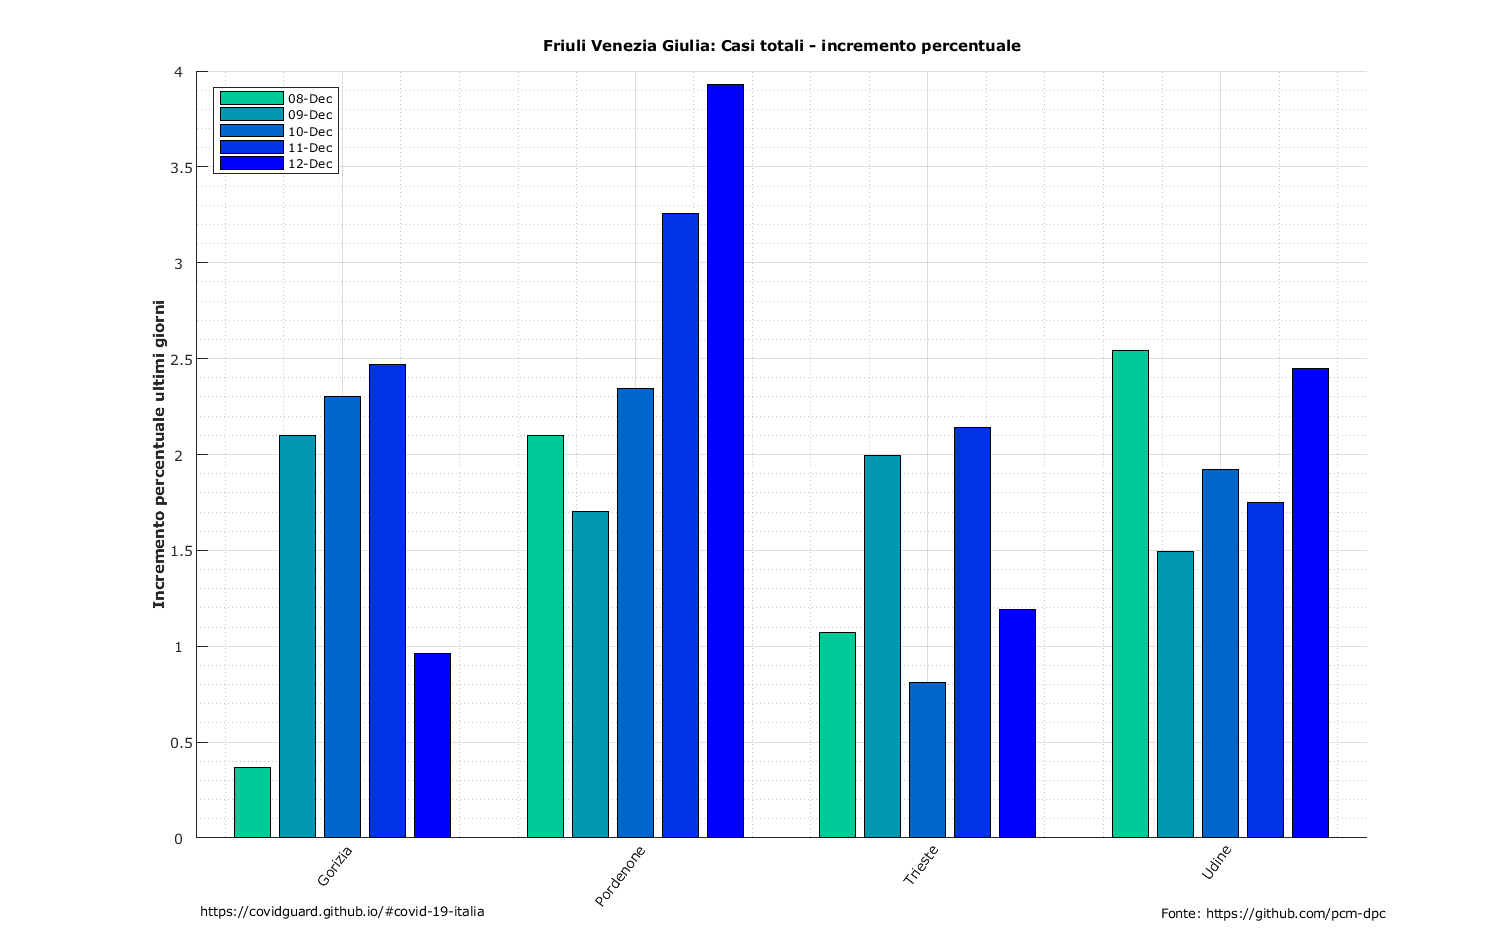 Friuli Venezia Giulia: Casi totali - incremento percentuale
4
3.5
3
2.5
2
1.5
1
0.5
0
Incremento percentuale ultimi giorni
08-Dec
09-Dec
10-Dec
11-Dec
12-Dec
Gorizia
Pordenone
Trieste
Udine
https://covidguard.github.io/#covid-19-italia
Fonte: https://github.com/pcm-dpc